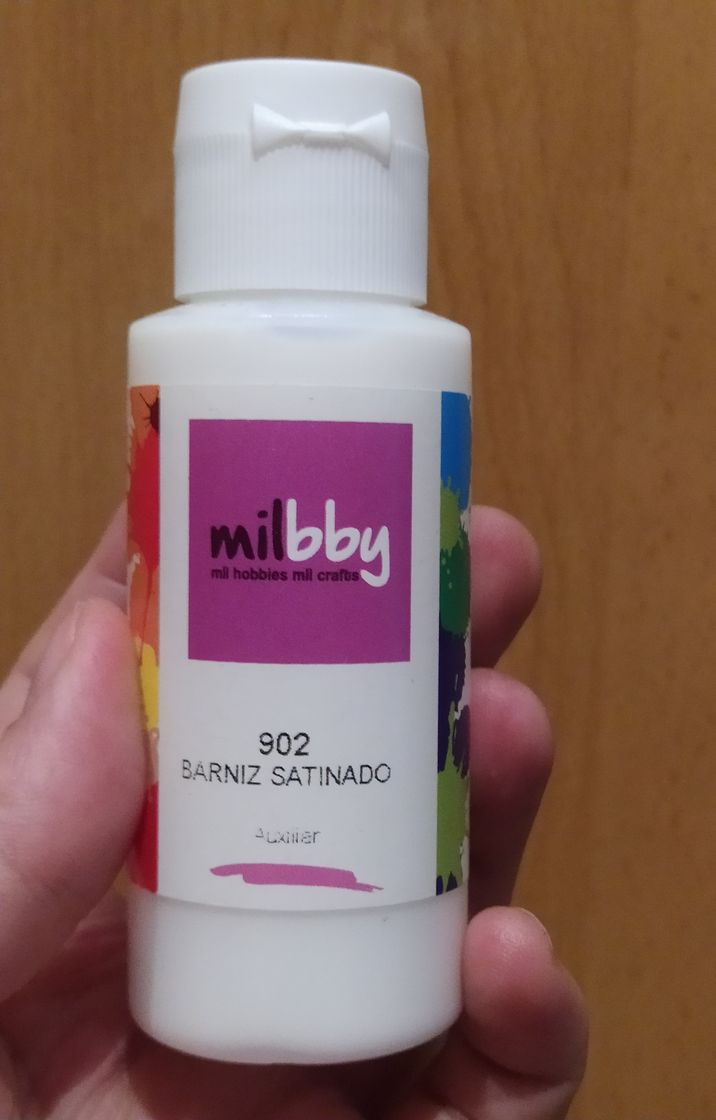 milbby
mil hobbies mil crafts
902
BARNIZ SATINADO
Auxiliar